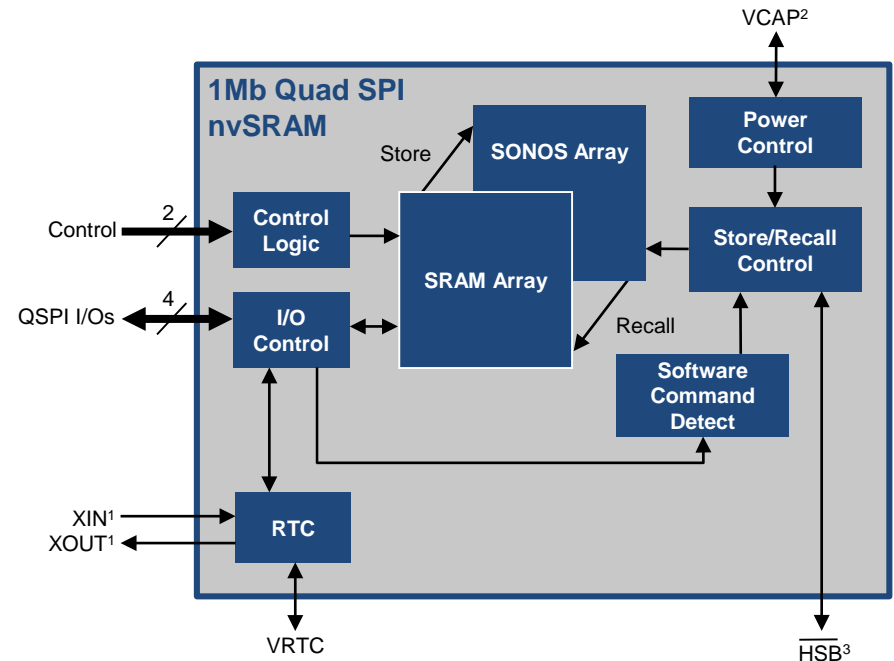 VCAP²
1Mb Quad SPI
nvSRAM
Power
Control
Store
SONOS Array
Control
2
Control
Logic
Store/Recall
Control
SRAM Array
QSPI I/Os
4
I/O
Control
Recall
Software
Command
Detect
XIN¹
XOUT¹
RTC
VRTC
H̅S̅B̅³